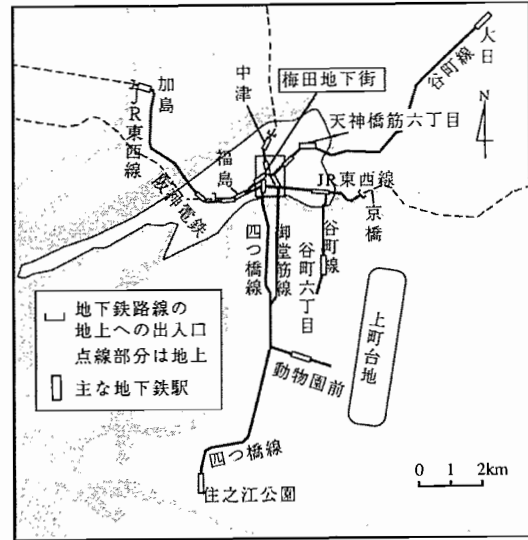 大日
谷町線
N
加島
JR東西線
中津
梅田地下街
天神橋筋六丁目
福島
JR東西線
阪神電鉄
京橋
四つ橋線
御堂筋線
谷町六丁目
谷町線
上町台地
動物園前
地下鉄路線の
地上への出入口
点線部分は地上
主な地下鉄駅
四つ橋線
住之江公園
0 1 2km